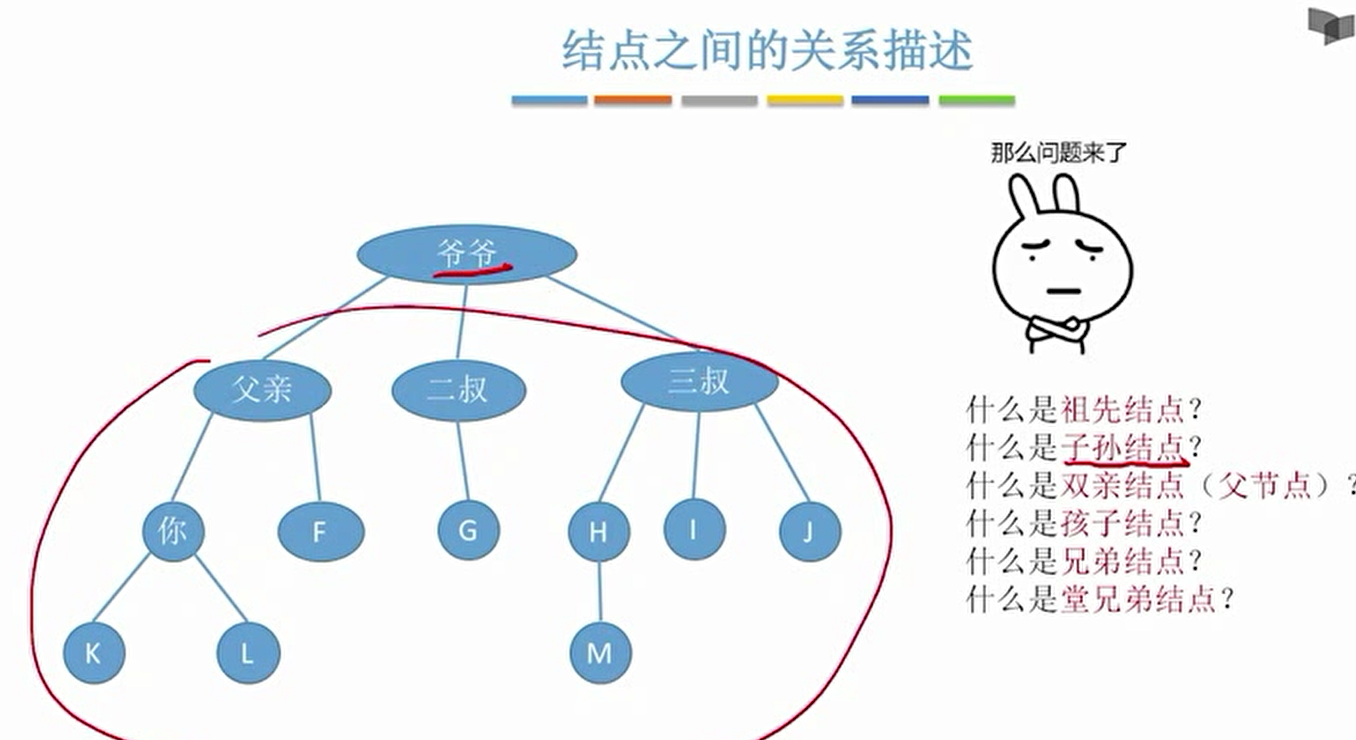 结点之间的关系描述
那么问题来了
爷爷
父亲
二叔
三叔
你
F
G
H
I
J
K
L
M
什么是祖先结点？
什么是子孙结点？
什么是双亲结点（父节点）？
什么是孩子结点？
什么是兄弟结点？
什么是堂兄弟结点？